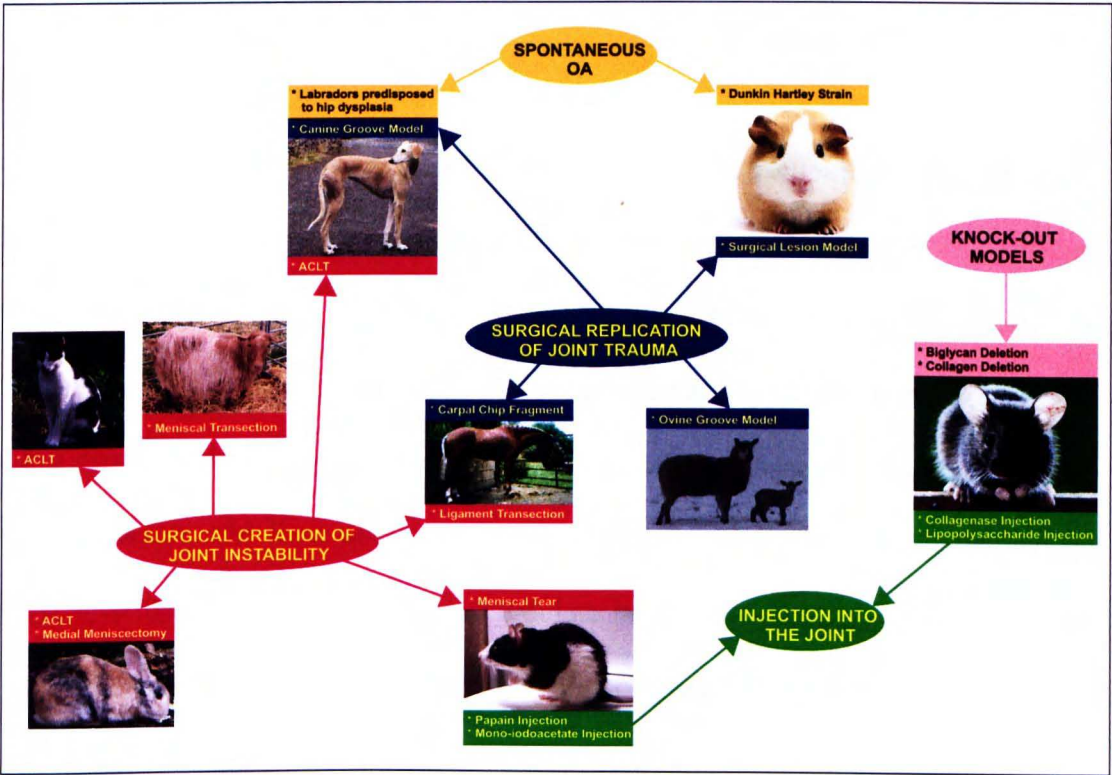 SPONTANEOUS
OA
* Labradors predisposed
to hip dysplasia
* Canine Groove Model
* ACLT
* Dunkin Hartley Strain
* Surgical Lesion Model
KNOCK-OUT
MODELS
SURGICAL REPLICATION
OF JOINT TRAUMA
* Biglycan Deletion
* Collagen Deletion
* Collagenase Injection
* Lipopolysaccharide Injection
* ACLT
* Meniscal Transection
* Carpal Chip Fragment
* Ligament Transection
* Ovine Groove Model
SURGICAL CREATION OF
JOINT INSTABILITY
* ACLT
* Medial Meniscectomy
* Meniscal Tear
* Papain Injection
* Mono-iodoacetate Injection
INJECTION INTO
THE JOINT